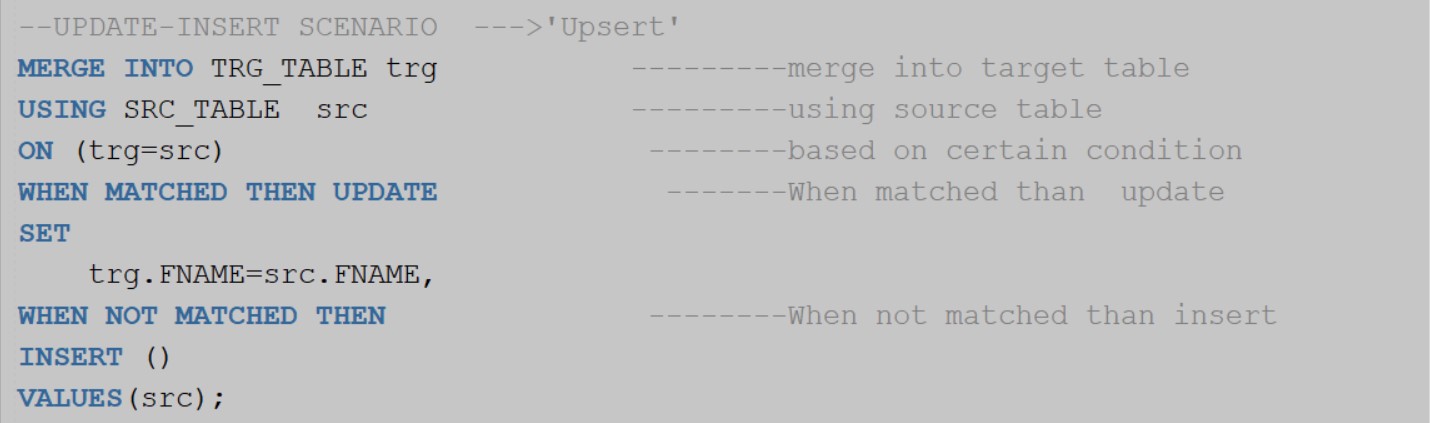 --UPDATE-INSERT SCENARIO  --->'Upsert'
MERGE INTO TRG_TABLE trg           ---------merge into target table
USING SRC_TABLE  src               ---------using source table
ON (trg=src)                        --------based on certain condition
WHEN MATCHED THEN UPDATE             -------When matched than  update
SET
    trg.FNAME=src.FNAME,
WHEN NOT MATCHED THEN               --------When not matched than insert
INSERT ()
VALUES(src);